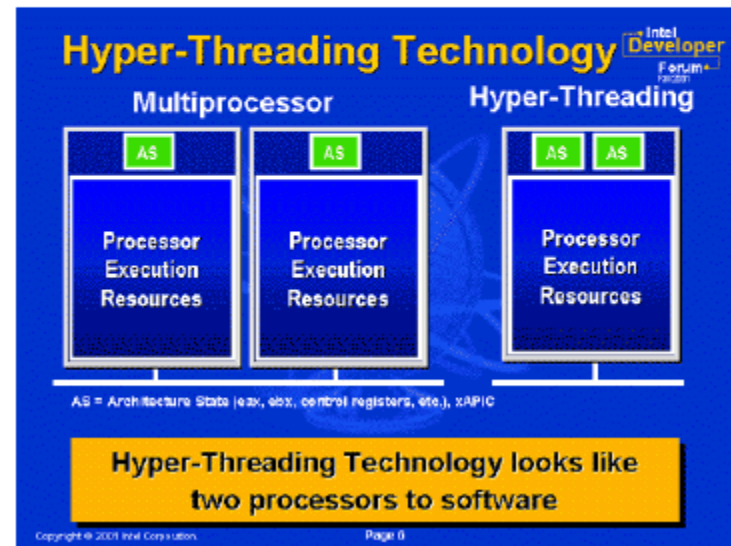 Hyper-Threading Technology
Intel
Developer
Forum
Multiprocessor
Hyper-Threading
AS
AS
AS AS
Processor
Execution
Resources
Processor
Execution
Resources
Processor
Execution
Resources
AS = Architecture State (eax, ebx, control registers, etc.), xAPIC
Hyper-Threading Technology looks like
two processors to software
Copyright © 2001 Intel Corporation.
Page 6